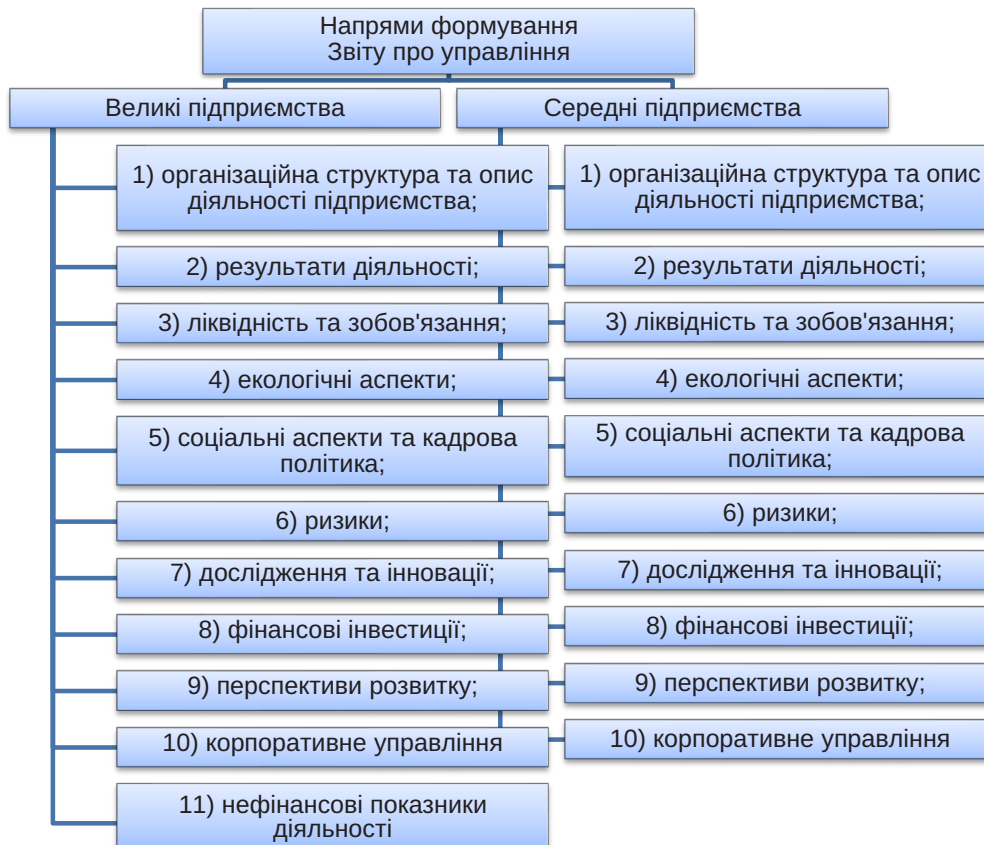 Напрями формування
Звіту про управління
Великі підприємства
1) організаційна структура та опис
діяльності підприємства;
2) результати діяльності;
3) ліквідність та зобов'язання;
4) екологічні аспекти;
5) соціальні аспекти та кадрова
політика;
6) ризики;
7) дослідження та інновації;
8) фінансові інвестиції;
9) перспективи розвитку;
10) корпоративне управління
11) нефінансові показники
діяльності
Середні підприємства
1) організаційна структура та опис
діяльності підприємства;
2) результати діяльності;
3) ліквідність та зобов'язання;
4) екологічні аспекти;
5) соціальні аспекти та кадрова
політика;
6) ризики;
7) дослідження та інновації;
8) фінансові інвестиції;
9) перспективи розвитку;
10) корпоративне управління